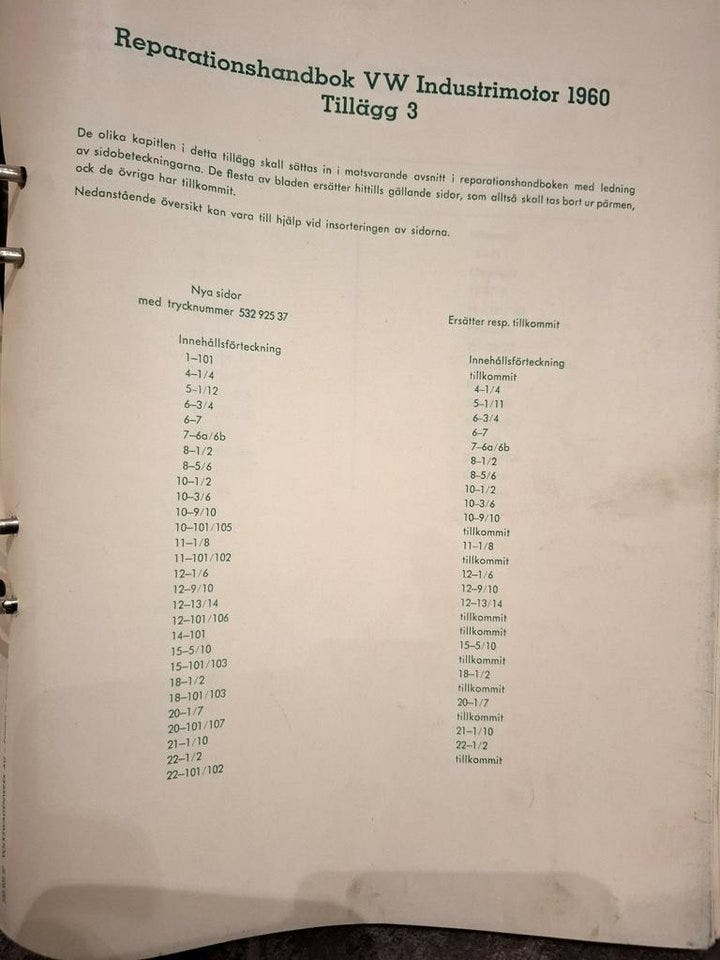 Reparationshandbok VW Industrimotor 1960
Tillägg 3
De olika kapitlen i detta tillägg skall sättas in i motsvarande avsnitt i reparationshandboken med ledning
av sidobeteckningarna. De flesta av bladen ersätter hittills gällande sidor, som alltså skall tas bort ur pärmen,
ock de övriga har tillkommit.
Nedanstående översikt kan vara till hjälp vid insorteringen av sidorna.
Nya sidor
med trycknummer 532 925 37
Ersätter resp. tillkommit
Innehållsförteckning Innehållsförteckning
1–101 tillkommit
4–1/4 4–1/4
5–1/12 5–1/11
6–3/4 6–3/4
6–7 6–7
7–6a/6b 7–6a/6b
8–1/2 8–1/2
8–5/6 8–5/6
10–1/2 10–1/2
10–3/6 10–3/6
10–9/10 10–9/10
10–101/105 tillkommit
11–1/8 11–1/8
11–101/102 tillkommit
12–1/6 12–1/6
12–9/10 12–9/10
12–13/14 12–13/14
12–101/106 tillkommit
14–101 tillkommit
15–5/10 15–5/10
15–101/103 tillkommit
18–1/2 18–1/2
18–101/103 tillkommit
20–1/7 20–1/7
20–101/107 tillkommit
21–1/10 21–1/10
22–1/2 22–1/2
22–101/102 tillkommit